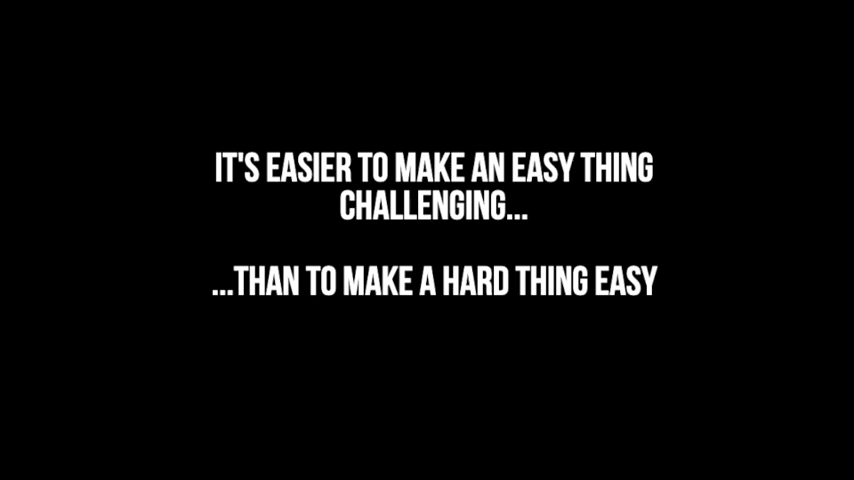 IT'S EASIER TO MAKE AN EASY THING
CHALLENGING...
...THAN TO MAKE A HARD THING EASY